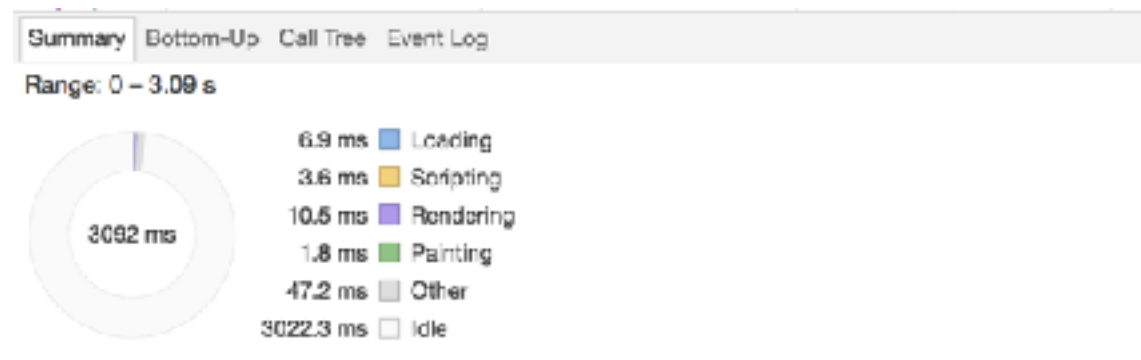 Summary Bottom-Up Call Tree Event Log
Range: 0 – 3.09 s
6.9 ms Loading
3.6 ms Scripting
10.5 ms Rendering
3092 ms
1.8 ms Painting
47.2 ms Other
3022.3 ms Idle